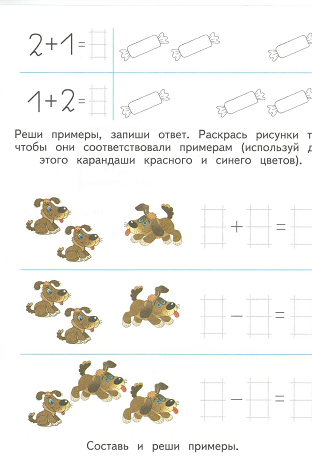 2+1=
1+2=
Реши примеры, запиши ответ. Раскрась рисунки т
чтобы они соответствовали примерам (используй д
этого карандаши красного и синего цветов).
+ =
- =
- =
Составь и реши примеры.